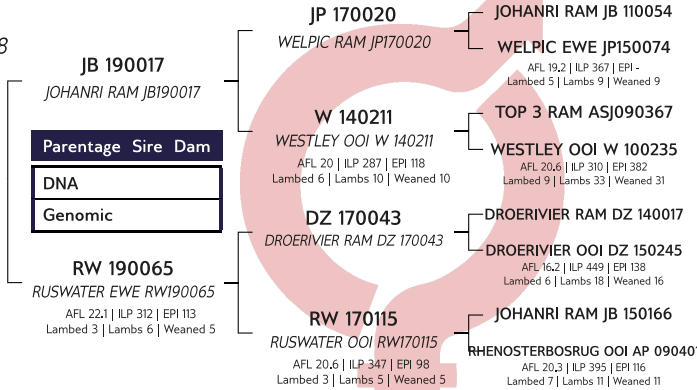 8
JB 190017
JOHANRI RAM JB190017
Parentage Sire Dam
DNA
Genomic
RW 190065
RUSWATER EWE RW190065
AFL 22.1 | ILP 312 | EPI 113
Lambed 3 | Lambs 6 | Weaned 5
JP 170020
WELPIC RAM JP170020
W 140211
WESTLEY OOI W 140211
AFL 20 | ILP 287 | EPI 118
Lambed 6 | Lambs 10 | Weaned 10
DZ 170043
DROERIVIER RAM DZ 170043
RW 170115
RUSWATER OOI RW170115
AFL 20.6 | ILP 347 | EPI 98
Lambed 3 | Lambs 5 | Weaned 5
JOHANRI RAM JB 110054
WELPIC EWE JP150074
AFL 19.2 | ILP 367 | EPI -
Lambed 5 | Lambs 9 | Weaned 9
TOP 3 RAM ASJ090367
WESTLEY OOI W 100235
AFL 20.6 | ILP 310 | EPI 382
Lambed 9 | Lambs 33 | Weaned 31
DROERIVIER RAM DZ 140017
DROERIVIER OOI DZ 150245
AFL 16.2 | ILP 449 | EPI 138
Lambed 6 | Lambs 18 | Weaned 16
JOHANRI RAM JB 150166
RHENOSTERBOSRUG OOI AP 09040
AFL 20.3 | ILP 395 | EPI 116
Lambed 7 | Lambs 11 | Weaned 11